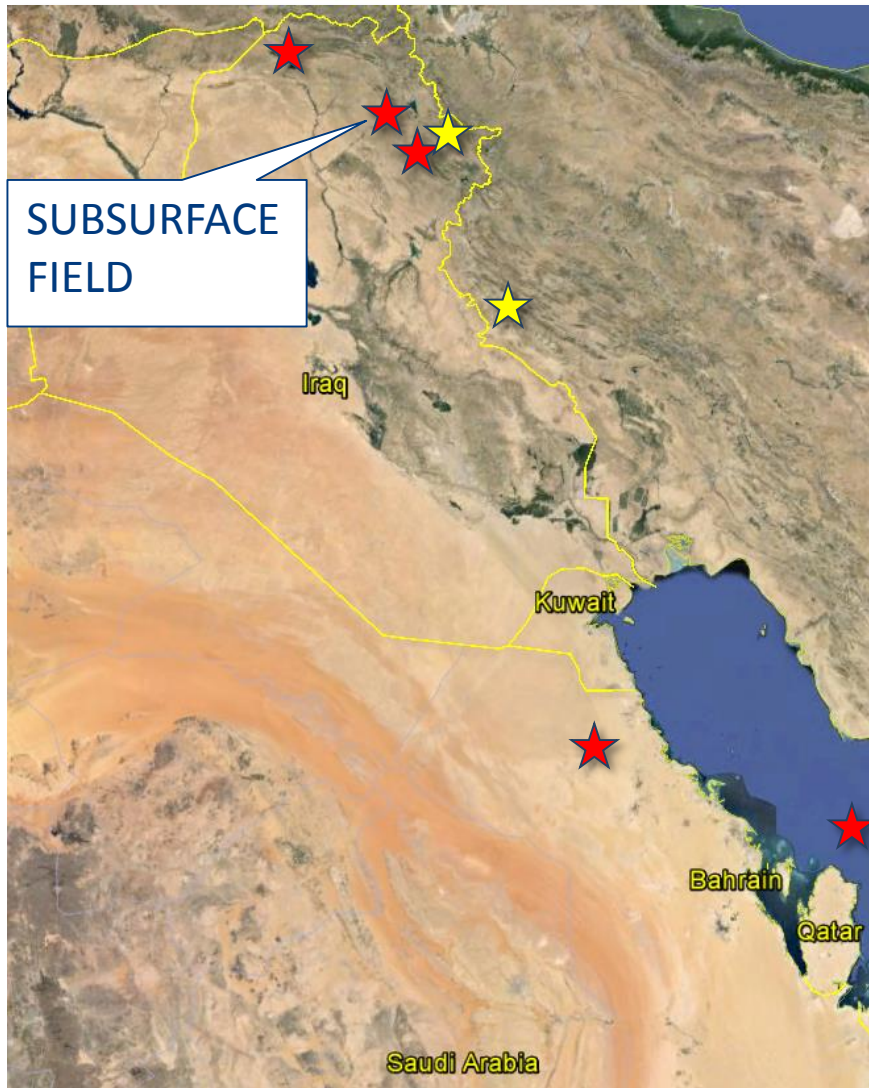 SUBSURFACE
FIELD
Iraq
Kuwait
Bahrain
Qatar
Saudi Arabia